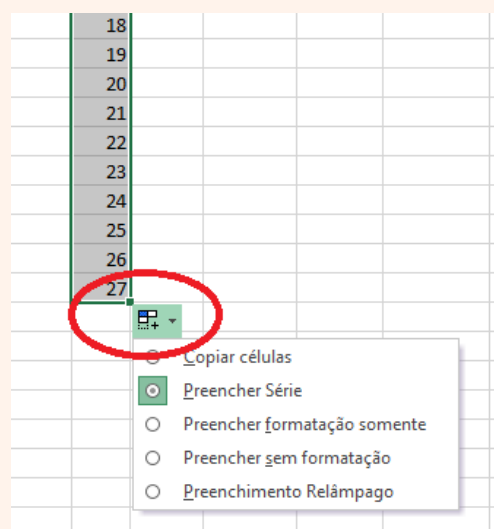 18
19
20
21
22
23
24
25
26
27
Copiar células
Preencher Série
Preencher formatação somente
Preencher sem formatação
Preenchimento Relâmpago